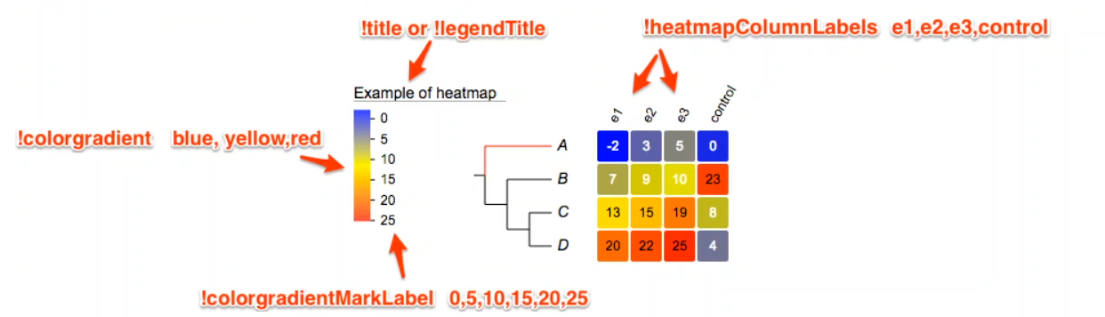 !title or !legendTitle
!heatmapColumnLabels e1,e2,e3,control
Example of heatmap
e1 e2 e3 control
!colorgradient blue, yellow,red
0
5
10
15
20
25
A -2 3 5 0
B 7 9 10 23
C 13 15 19 8
D 20 22 25 4
!colorgradientMarkLabel 0,5,10,15,20,25